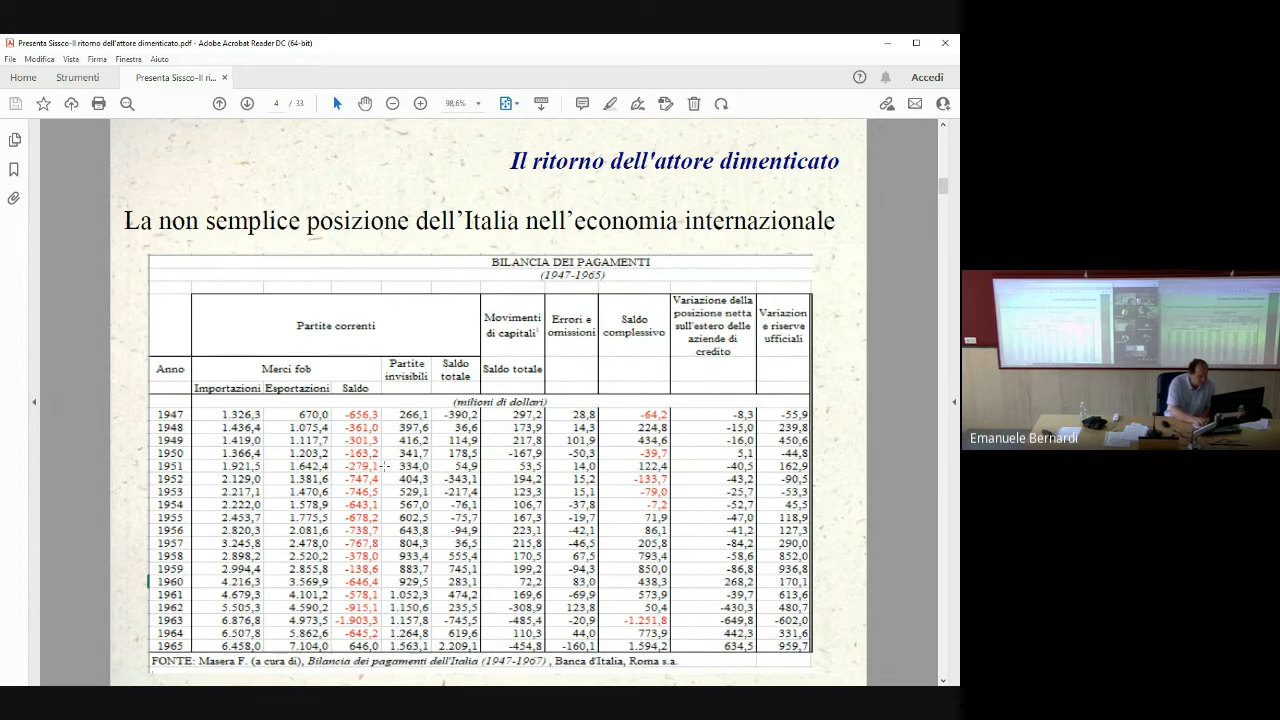 Presenta Sissco-Il ritorno dell'attore dimenticato.pdf - Adobe Acrobat Reader DC (64-bit)
File Modifica Vista Firma Finestra Aiuto
Home Strumenti Presenta Sissco-Il ri... × Accedi
4 / 33 98,6%
Il ritorno dell'attore dimenticato
La non semplice posizione dell'Italia nell'economia internazionale
BILANCIA DEI PAGAMENTI
(1947-1965)
Partite correnti Movimenti di capitali¹ Errori e omissioni Saldo complessivo Variazione della posizione netta sull'estero delle aziende di credito Variazion e riserve ufficiali
Anno Merci fob Partite invisibili Saldo totale Saldo totale
Importazioni Esportazioni Saldo
(milioni di dollari)
1947 1.326,3 670,0 -656,3 266,1 -390,2 297,2 28,8 -64,2 -8,3 -55,9
1948 1.436,4 1.075,4 -361,0 397,6 36,6 173,9 14,3 224,8 -15,0 239,8
1949 1.419,0 1.117,7 -301,3 416,2 114,9 217,8 101,9 434,6 -16,0 450,6
1950 1.366,4 1.203,2 -163,2 341,7 178,5 -167,9 -50,3 -39,7 5,1 -44,8
1951 1.921,5 1.642,4 -279,1 334,0 54,9 53,5 14,0 122,4 -40,5 162,9
1952 2.129,0 1.381,6 -747,4 404,3 -343,1 194,2 15,2 -133,7 -43,2 -90,5
1953 2.217,1 1.470,6 -746,5 529,1 -217,4 123,3 15,1 -79,0 -25,7 -53,3
1954 2.222,0 1.578,9 -643,1 567,0 -76,1 106,7 -37,8 -7,2 -52,7 45,5
1955 2.453,7 1.775,5 -678,2 602,5 -75,7 167,3 -19,7 71,9 -47,0 118,9
1956 2.820,3 2.081,6 -738,7 643,8 -94,9 223,1 -42,1 86,1 -41,2 127,3
1957 3.245,8 2.478,0 -767,8 804,3 36,5 215,8 -46,5 205,8 -84,2 290,0
1958 2.898,2 2.520,2 -378,0 933,4 555,4 170,5 67,5 793,4 -58,6 852,0
1959 2.994,4 2.855,8 -138,6 883,7 745,1 199,2 -94,3 850,0 -86,8 936,8
1960 4.216,3 3.569,9 -646,4 929,5 283,1 72,2 83,0 438,3 268,2 170,1
1961 4.679,3 4.101,2 -578,1 1.052,3 474,2 169,6 -69,9 573,9 -39,7 613,6
1962 5.505,3 4.590,2 -915,1 1.150,6 235,5 -308,9 123,8 50,4 -430,3 480,7
1963 6.876,8 4.973,5 -1.903,3 1.157,8 -745,5 -485,4 -20,9 -1.251,8 -649,8 -602,0
1964 6.507,8 5.862,6 -645,2 1.264,8 619,6 110,3 44,0 773,9 442,3 331,6
1965 6.458,0 7.104,0 646,0 1.563,1 2.209,1 -454,8 -160,1 1.594,2 634,5 959,7
FONTE: Masera F. (a cura di), Bilancia dei pagamenti dell'Italia (1947-1967) , Banca d'Italia, Roma s.a.
Emanuele Bernardi